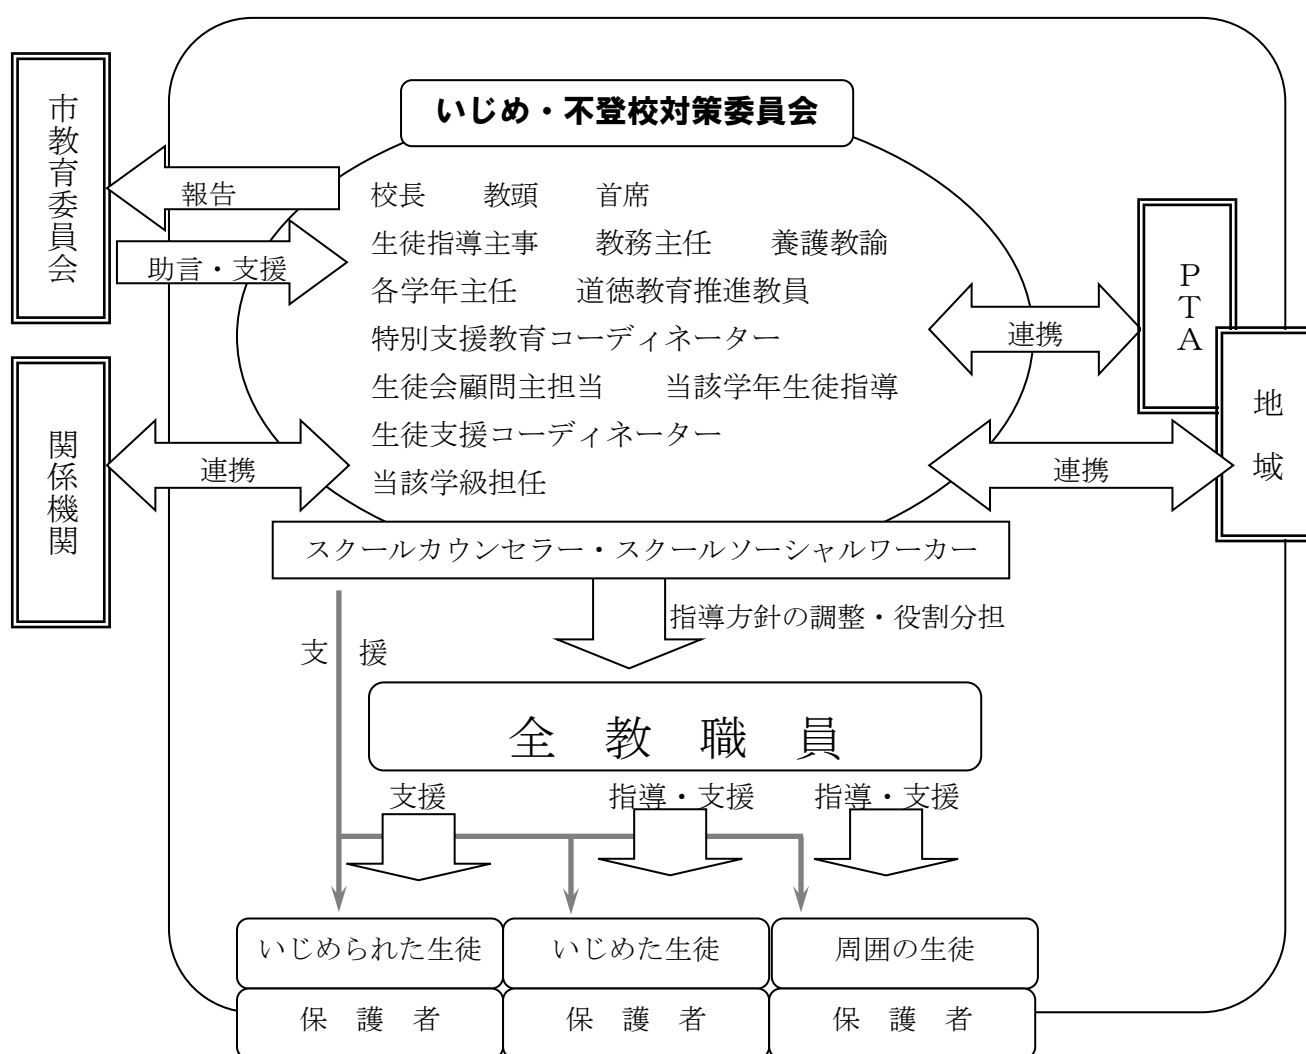 いじめ・不登校対策委員会
市教育委員会
報告
助言・支援
校長　教頭　首席
生徒指導主事　教務主任　養護教諭
各学年主任　道徳教育推進教員
特別支援教育コーディネーター
生徒会顧問主担当　当該学年生徒指導
生徒支援コーディネーター
当該学級担任
連携
PTA
関係機関
連携
連携
地域
スクールカウンセラー・スクールソーシャルワーカー
指導方針の調整・役割分担
支　援
全　教　職　員
支援　指導・支援　指導・支援
いじめられた生徒　いじめた生徒　周囲の生徒
保　護　者　保　護　者　保　護　者